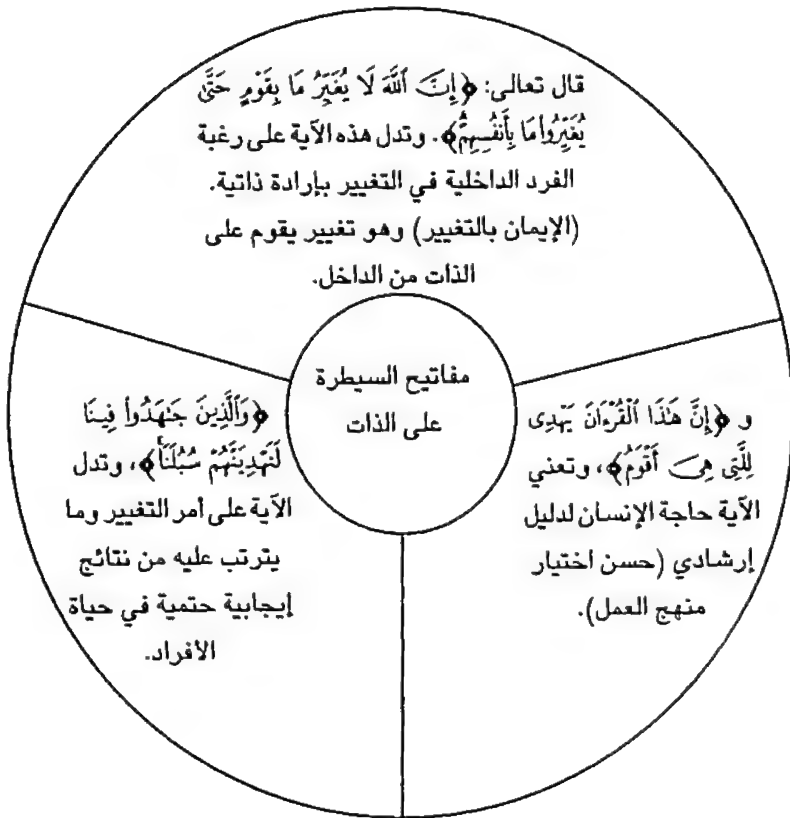 قال تعالى: ﴿إِنَّ ٱللَّهَ لَا يُغَيِّرُ مَا بِقَوْمٍ حَتَّىٰ
يُغَيِّرُواْ مَا بِأَنفُسِهِمْۗ﴾. وتدل هذه الآية على رغبة
الفرد الداخلية في التغيير بإرادة ذاتية.
(الإيمان بالتغيير) وهو تغيير يقوم على
الذات من الداخل.
مفاتيح السيطرة
على الذات
و ﴿إِنَّ هَٰذَا ٱلْقُرْءَانَ يَهْدِى
لِلَّتِى هِىَ أَقْوَمُ﴾، وتعني
الآية حاجة الإنسان لدليل
إرشادي (حسن اختيار
منهج العمل).
﴿وَٱلَّذِينَ جَٰهَدُواْ فِينَا
لَنَهْدِيَنَّهُمْ سُبُلَنَاۚ﴾، وتدل
الآية على أمر التغيير وما
يترتب عليه من نتائج
إيجابية حتمية في حياة
الأفراد.